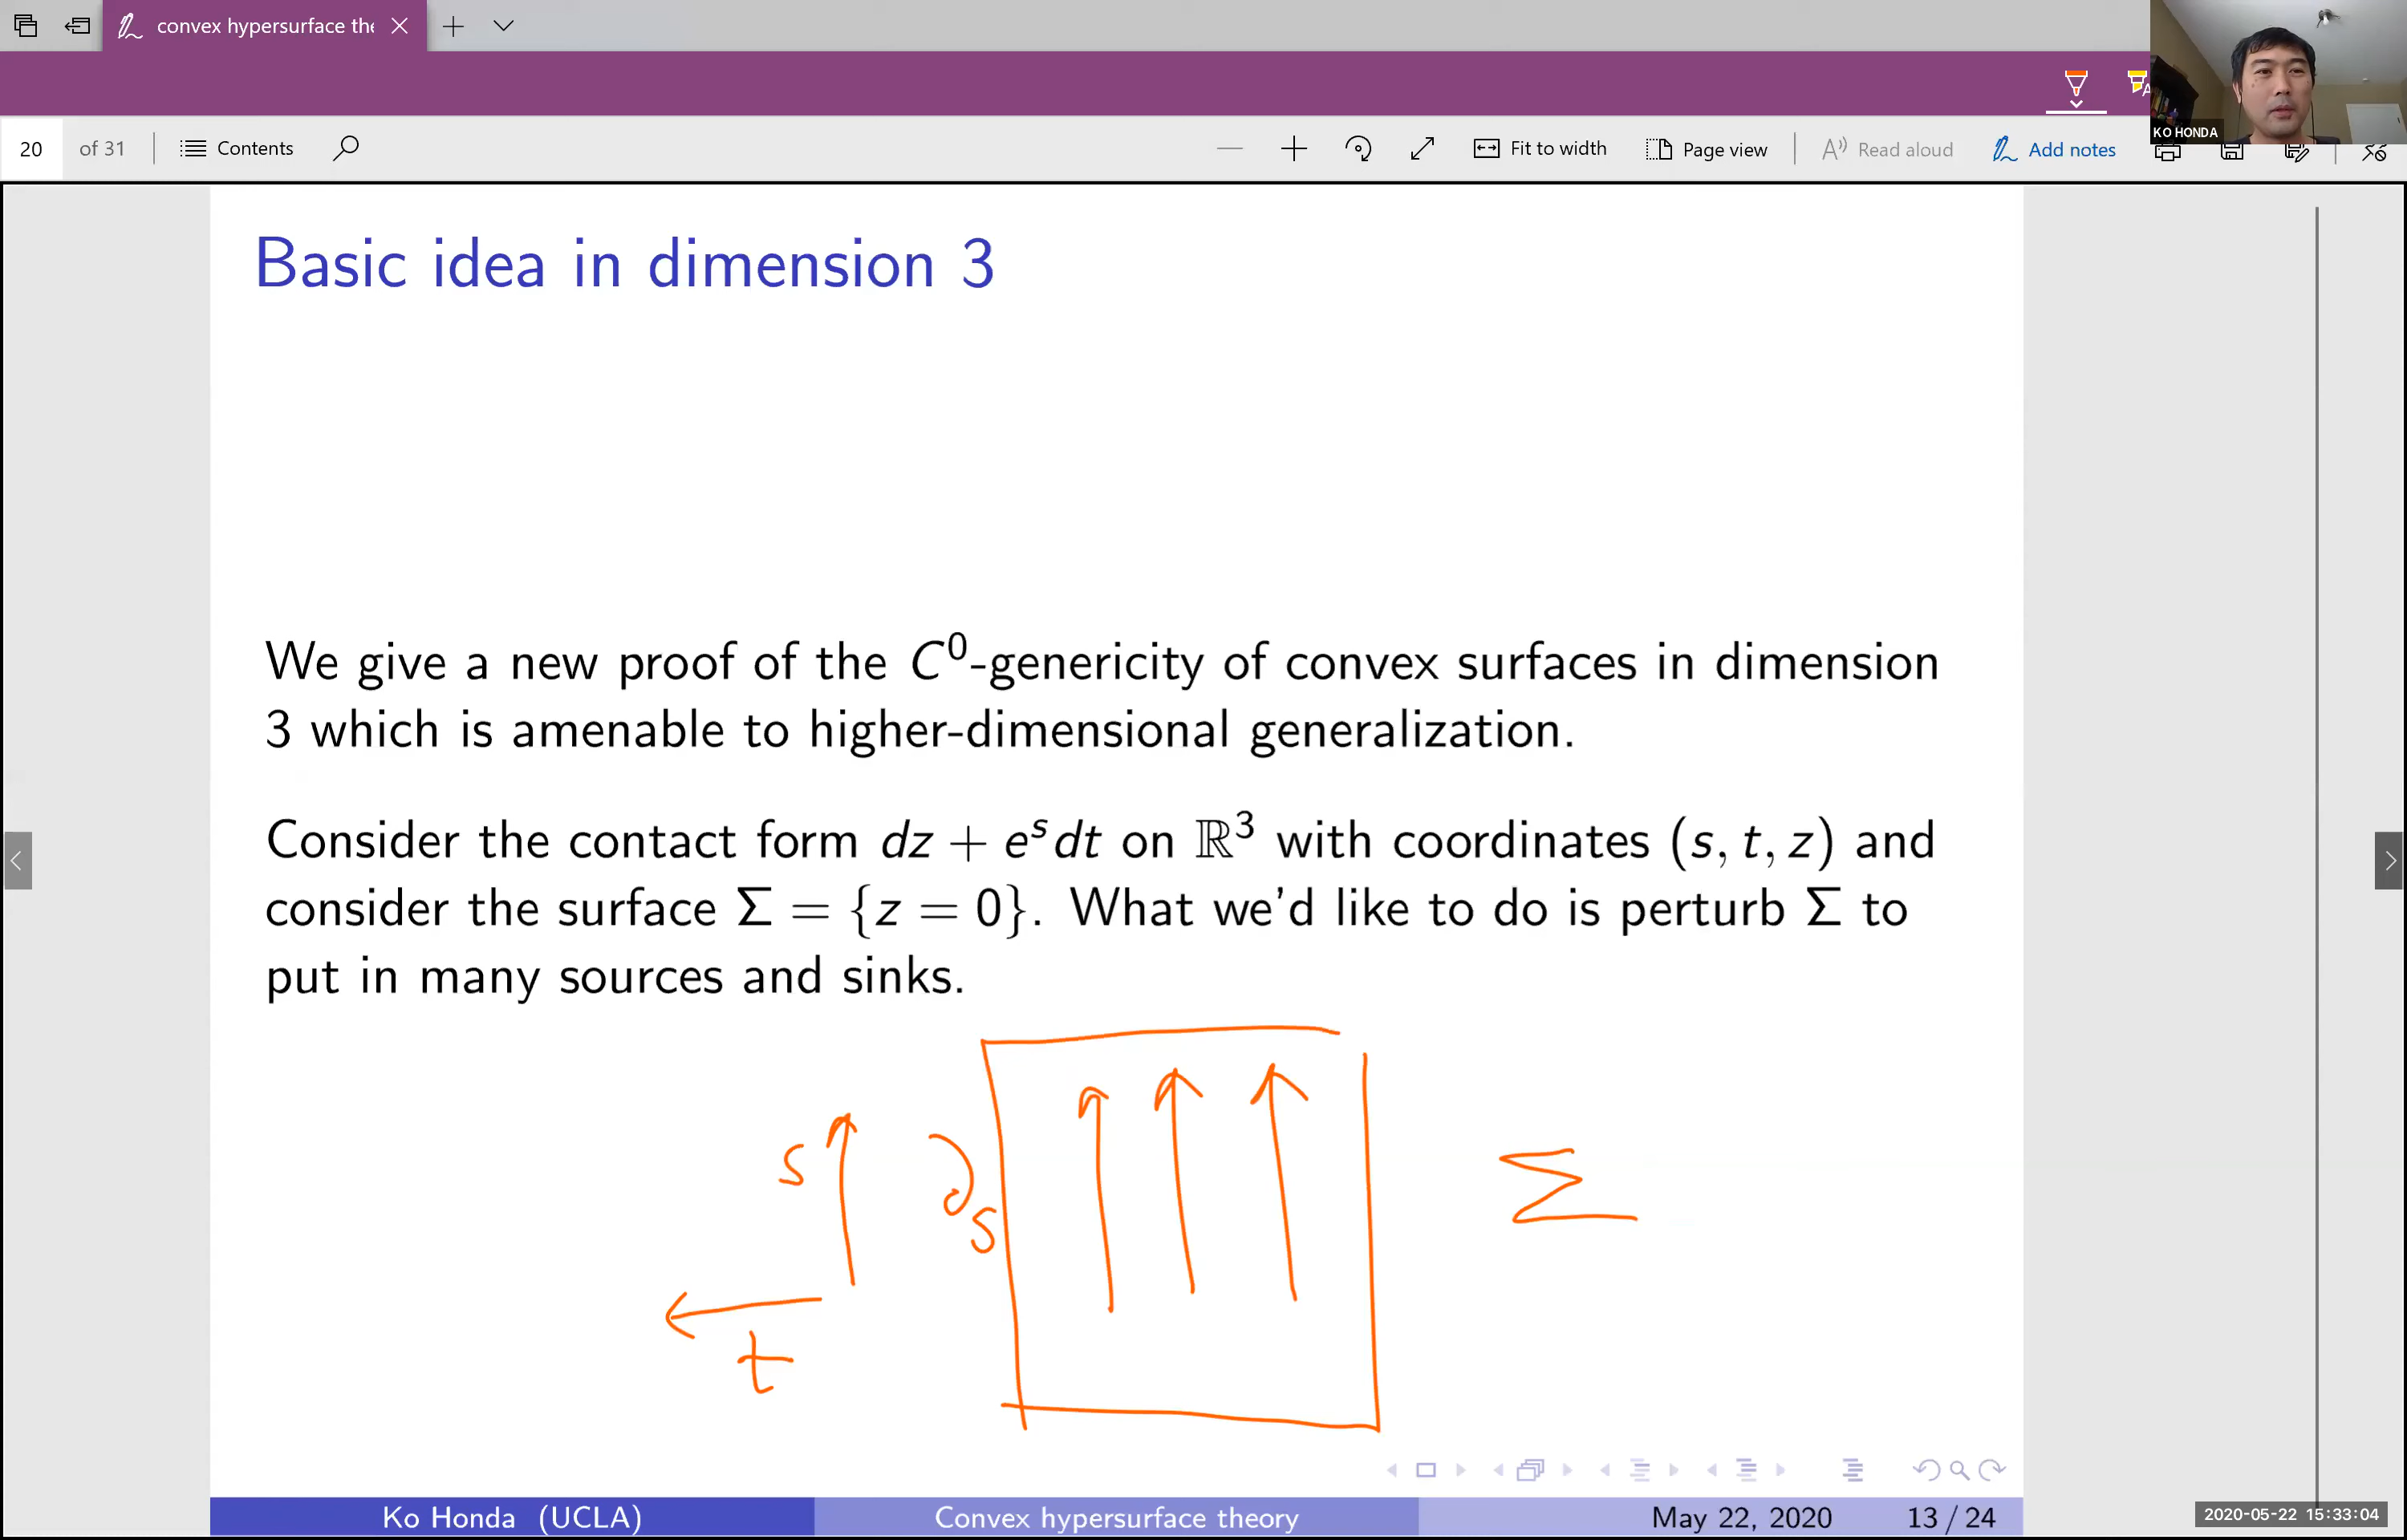 convex hypersurface the
KO HONDA
20 of 31 Contents Fit to width Page view Read aloud Add notes
Basic idea in dimension 3
We give a new proof of the C⁰-genericity of convex surfaces in dimension
3 which is amenable to higher-dimensional generalization.
Consider the contact form dz + eˢdt on ℝ³ with coordinates (s, t, z) and
consider the surface Σ = {z = 0}. What we'd like to do is perturb Σ to
put in many sources and sinks.
s ∂s Σ
t
Ko Honda (UCLA) Convex hypersurface theory May 22, 2020 13 / 24
2020-05-22 15:33:04